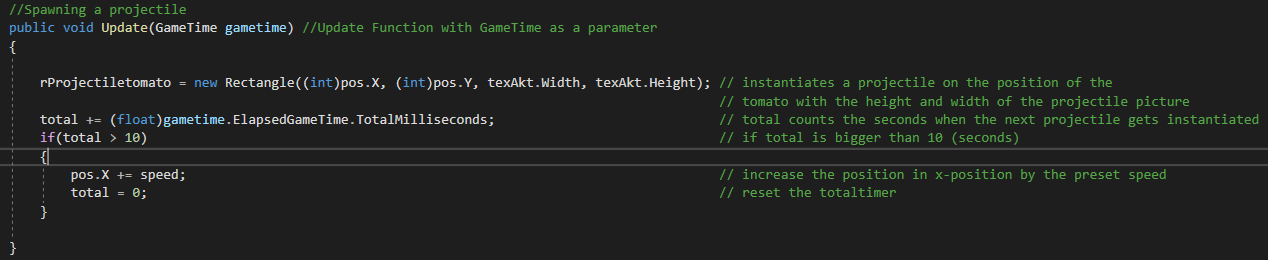 //Spawning a projectile
public void Update(GameTime gametime) //Update Function with GameTime as a parameter
{
rProjectiletomato = new Rectangle((int)pos.X, (int)pos.Y, texAkt.Width, texAkt.Height); // instantiates a projectile on the position of the
// tomato with the height and width of the projectile picture
total += (float)gametime.ElapsedGameTime.TotalMilliseconds; // total counts the seconds when the next projectile gets instantiated
if(total > 10) // if total is bigger than 10 (seconds)
{
pos.X += speed; // increase the position in x-position by the preset speed
total = 0; // reset the totaltimer
}
}